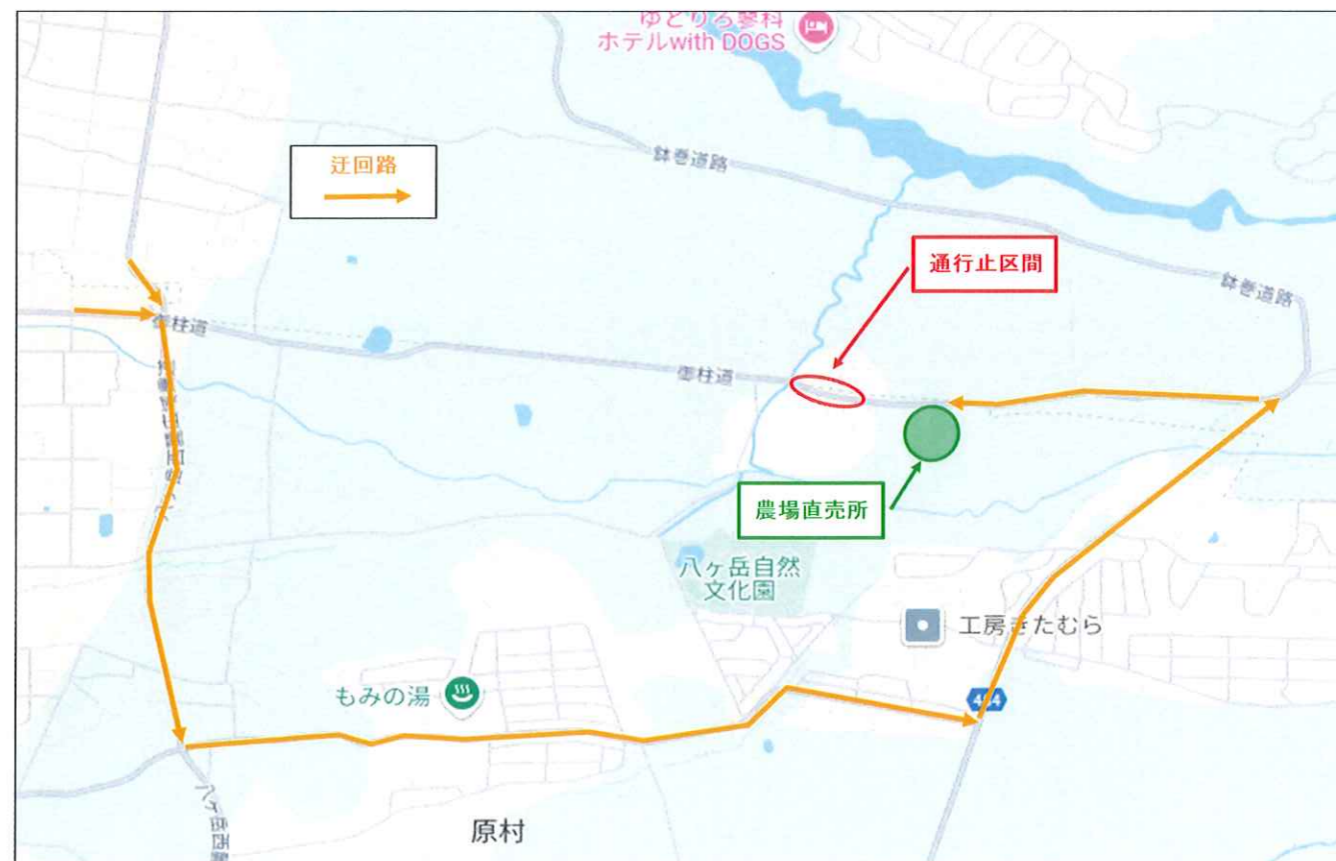 ゆとりろ蓼科
ホテルwith DOGS
鉢巻道路
迂回路
通行止区間
鉢巻道路
御柱道
御柱道
農場直売所
八ヶ岳自然
文化園
工房きたむら
もみの湯
484
原村